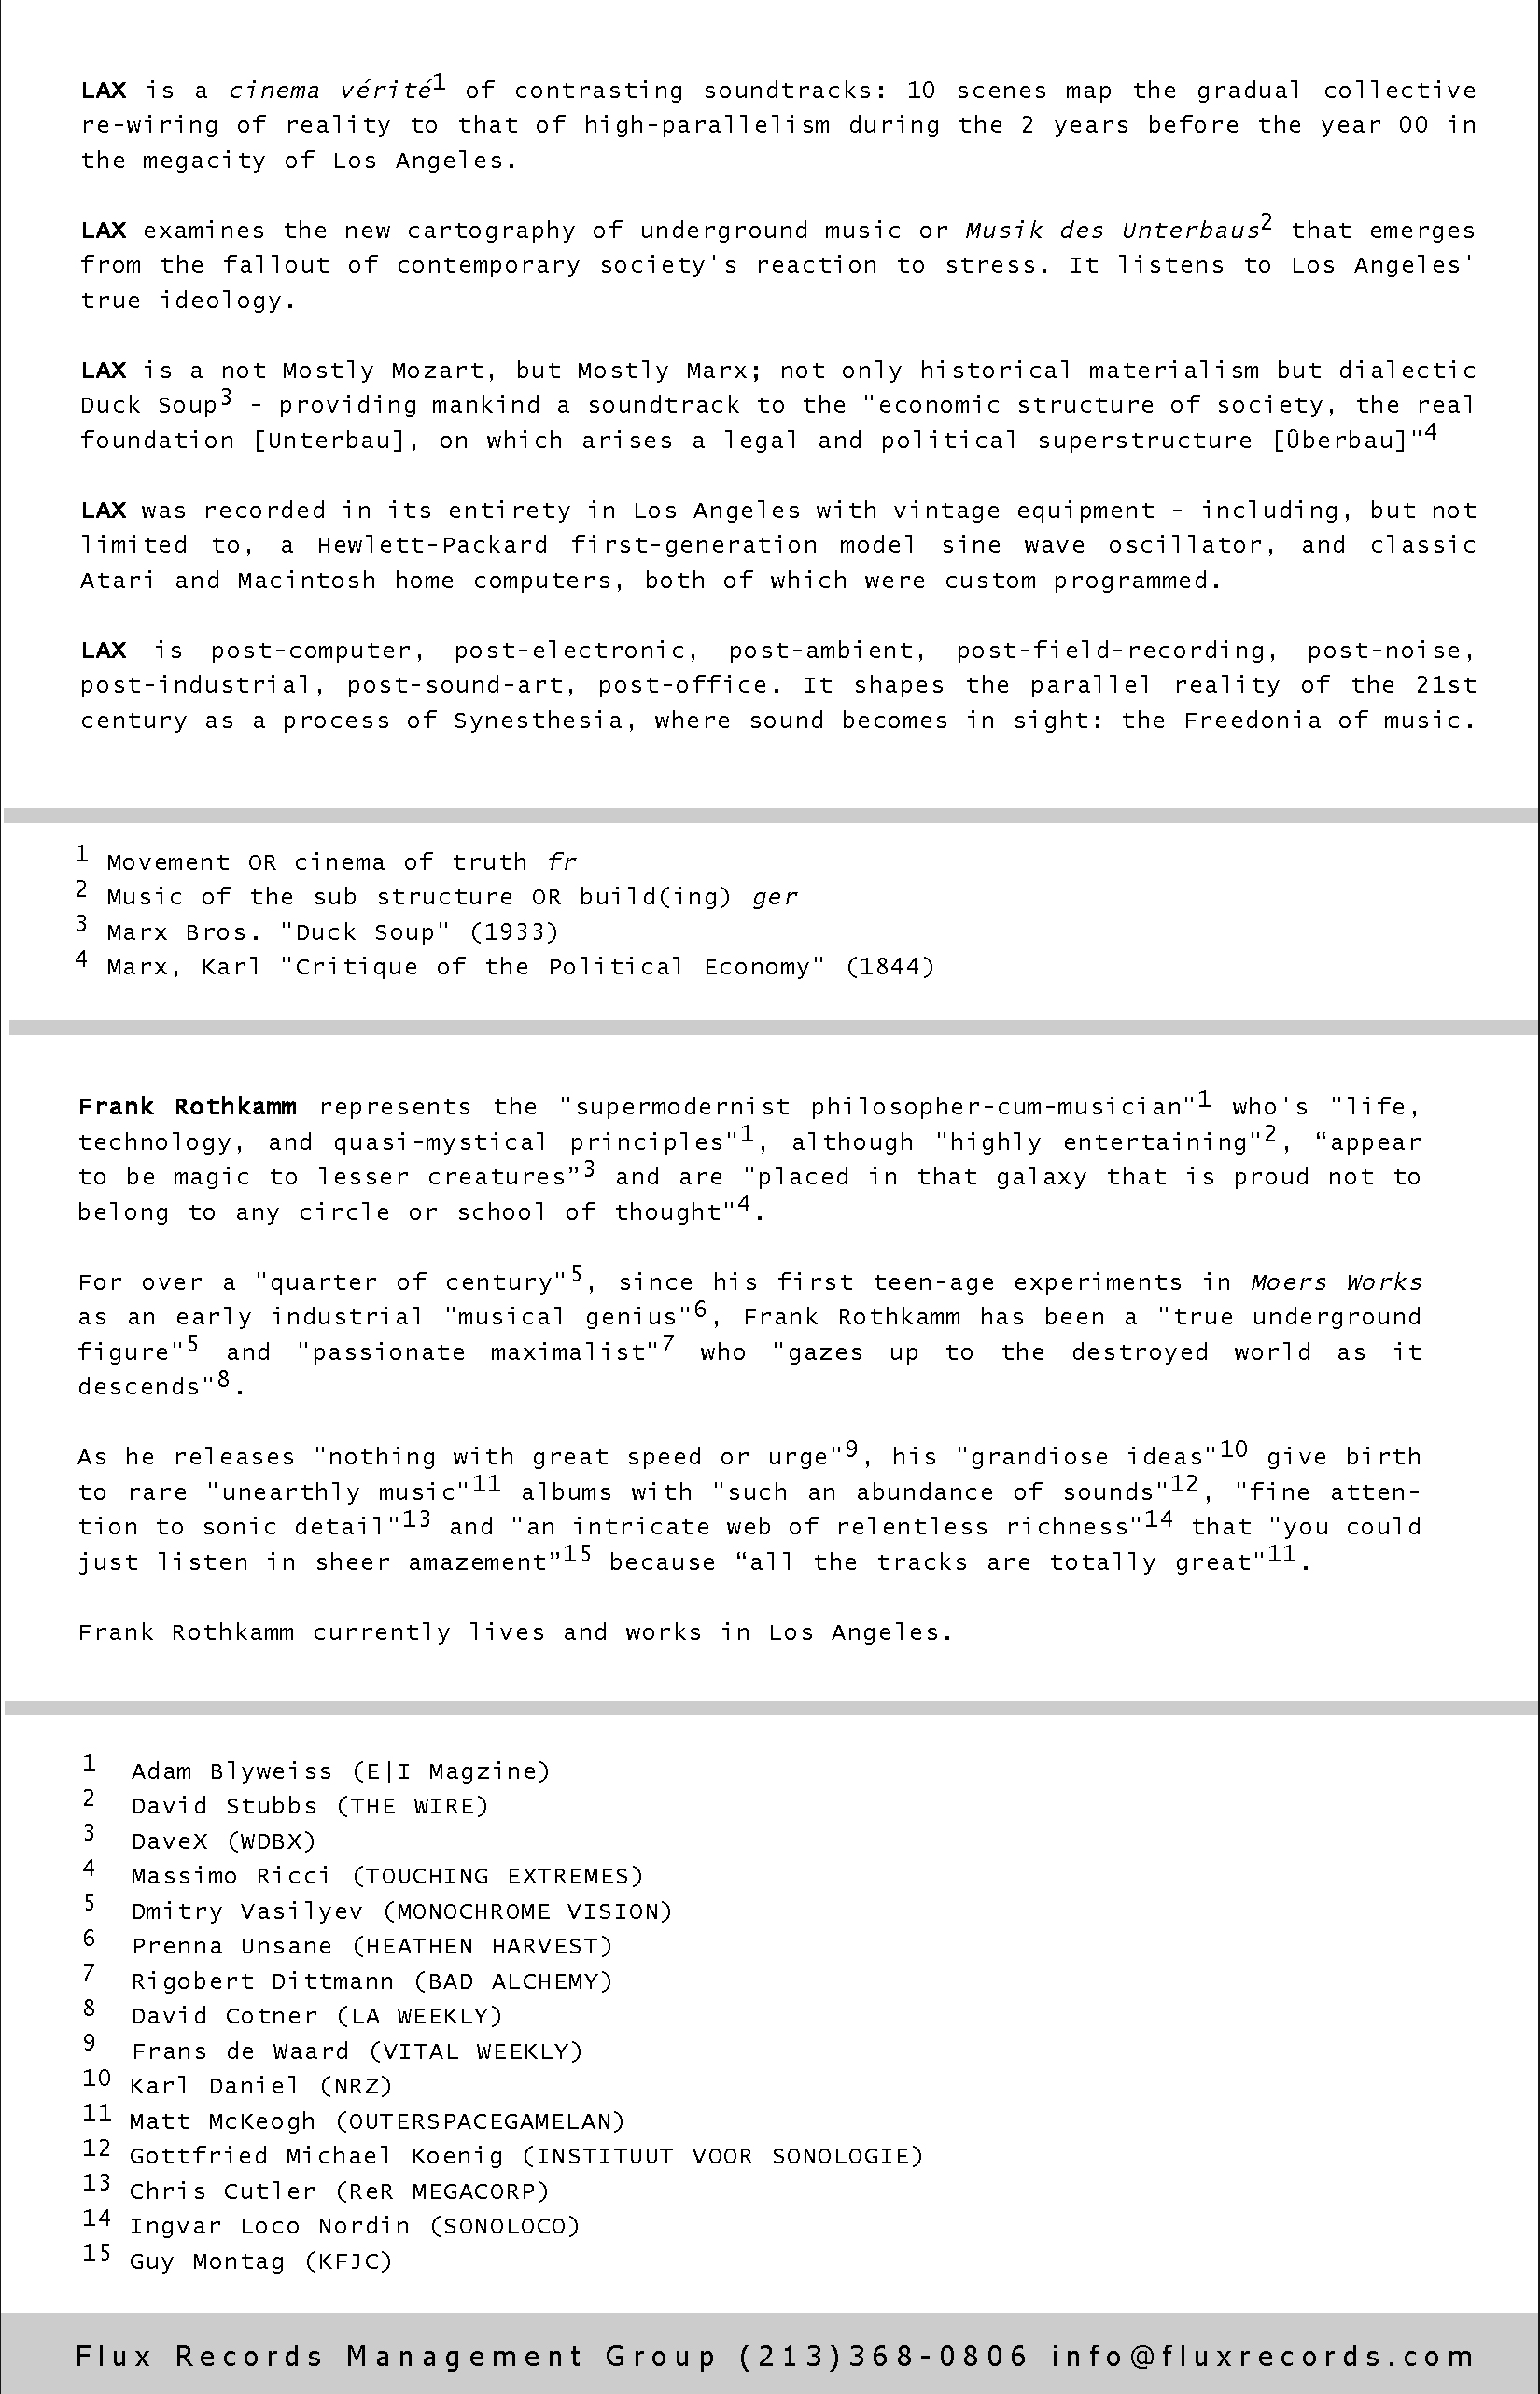 LAX is a cinema vérité1 of contrasting soundtracks: 10 scenes map the gradual collective
re-wiring of reality to that of high-parallelism during the 2 years before the year 00 in
the megacity of Los Angeles.
LAX examines the new cartography of underground music or Musik des Unterbaus2 that emerges
from the fallout of contemporary society's reaction to stress. It listens to Los Angeles'
true ideology.
LAX is a not Mostly Mozart, but Mostly Marx; not only historical materialism but dialectic
Duck Soup3 - providing mankind a soundtrack to the "economic structure of society, the real
foundation [Unterbau], on which arises a legal and political superstructure [Ûberbau]"4
LAX was recorded in its entirety in Los Angeles with vintage equipment - including, but not
limited to, a Hewlett-Packard first-generation model sine wave oscillator, and classic
Atari and Macintosh home computers, both of which were custom programmed.
LAX is post-computer, post-electronic, post-ambient, post-field-recording, post-noise,
post-industrial, post-sound-art, post-office. It shapes the parallel reality of the 21st
century as a process of Synesthesia, where sound becomes in sight: the Freedonia of music.
1 Movement OR cinema of truth fr
2 Music of the sub structure OR build(ing) ger
3 Marx Bros. "Duck Soup" (1933)
4 Marx, Karl "Critique of the Political Economy" (1844)
Frank Rothkamm represents the "supermodernist philosopher-cum-musician"1 who's "life,
technology, and quasi-mystical principles"1, although "highly entertaining"2, “appear
to be magic to lesser creatures”3 and are "placed in that galaxy that is proud not to
belong to any circle or school of thought"4.
For over a "quarter of century"5, since his first teen-age experiments in Moers Works
as an early industrial "musical genius"6, Frank Rothkamm has been a "true underground
figure"5 and "passionate maximalist"7 who "gazes up to the destroyed world as it
descends"8.
As he releases "nothing with great speed or urge"9, his "grandiose ideas"10 give birth
to rare "unearthly music"11 albums with "such an abundance of sounds"12, "fine atten-
tion to sonic detail"13 and "an intricate web of relentless richness"14 that "you could
just listen in sheer amazement”15 because “all the tracks are totally great"11.
Frank Rothkamm currently lives and works in Los Angeles.
1 Adam Blyweiss (E|I Magzine)
2 David Stubbs (THE WIRE)
3 DaveX (WDBX)
4 Massimo Ricci (TOUCHING EXTREMES)
5 Dmitry Vasilyev (MONOCHROME VISION)
6 Prenna Unsane (HEATHEN HARVEST)
7 Rigobert Dittmann (BAD ALCHEMY)
8 David Cotner (LA WEEKLY)
9 Frans de Waard (VITAL WEEKLY)
10 Karl Daniel (NRZ)
11 Matt McKeogh (OUTERSPACEGAMELAN)
12 Gottfried Michael Koenig (INSTITUUT VOOR SONOLOGIE)
13 Chris Cutler (ReR MEGACORP)
14 Ingvar Loco Nordin (SONOLOCO)
15 Guy Montag (KFJC)
Flux Records Management Group (213)368-0806 info@fluxrecords.com